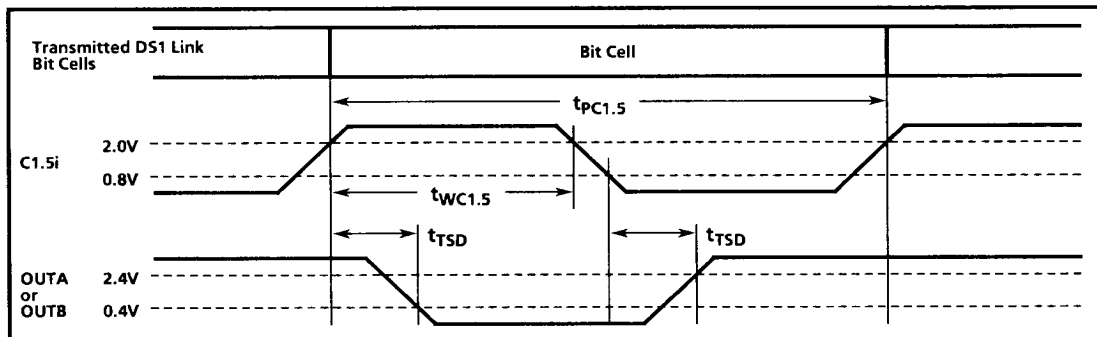 Transmitted DS1 Link
Bit Cells
Bit Cell
tPC1.5
C1.5i
2.0V
0.8V
tWC1.5
tTSD
tTSD
OUTA
or
OUTB
2.4V
0.4V